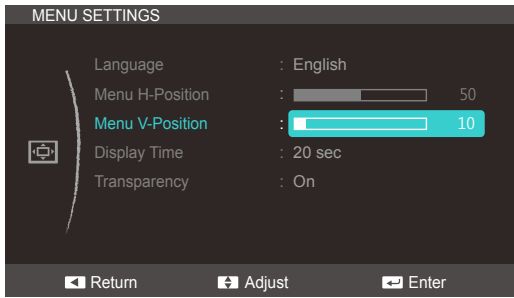 MENU SETTINGS
Language : English
Menu H-Position : 50
Menu V-Position : 10
Display Time : 20 sec
Transparency : On
Return Adjust Enter